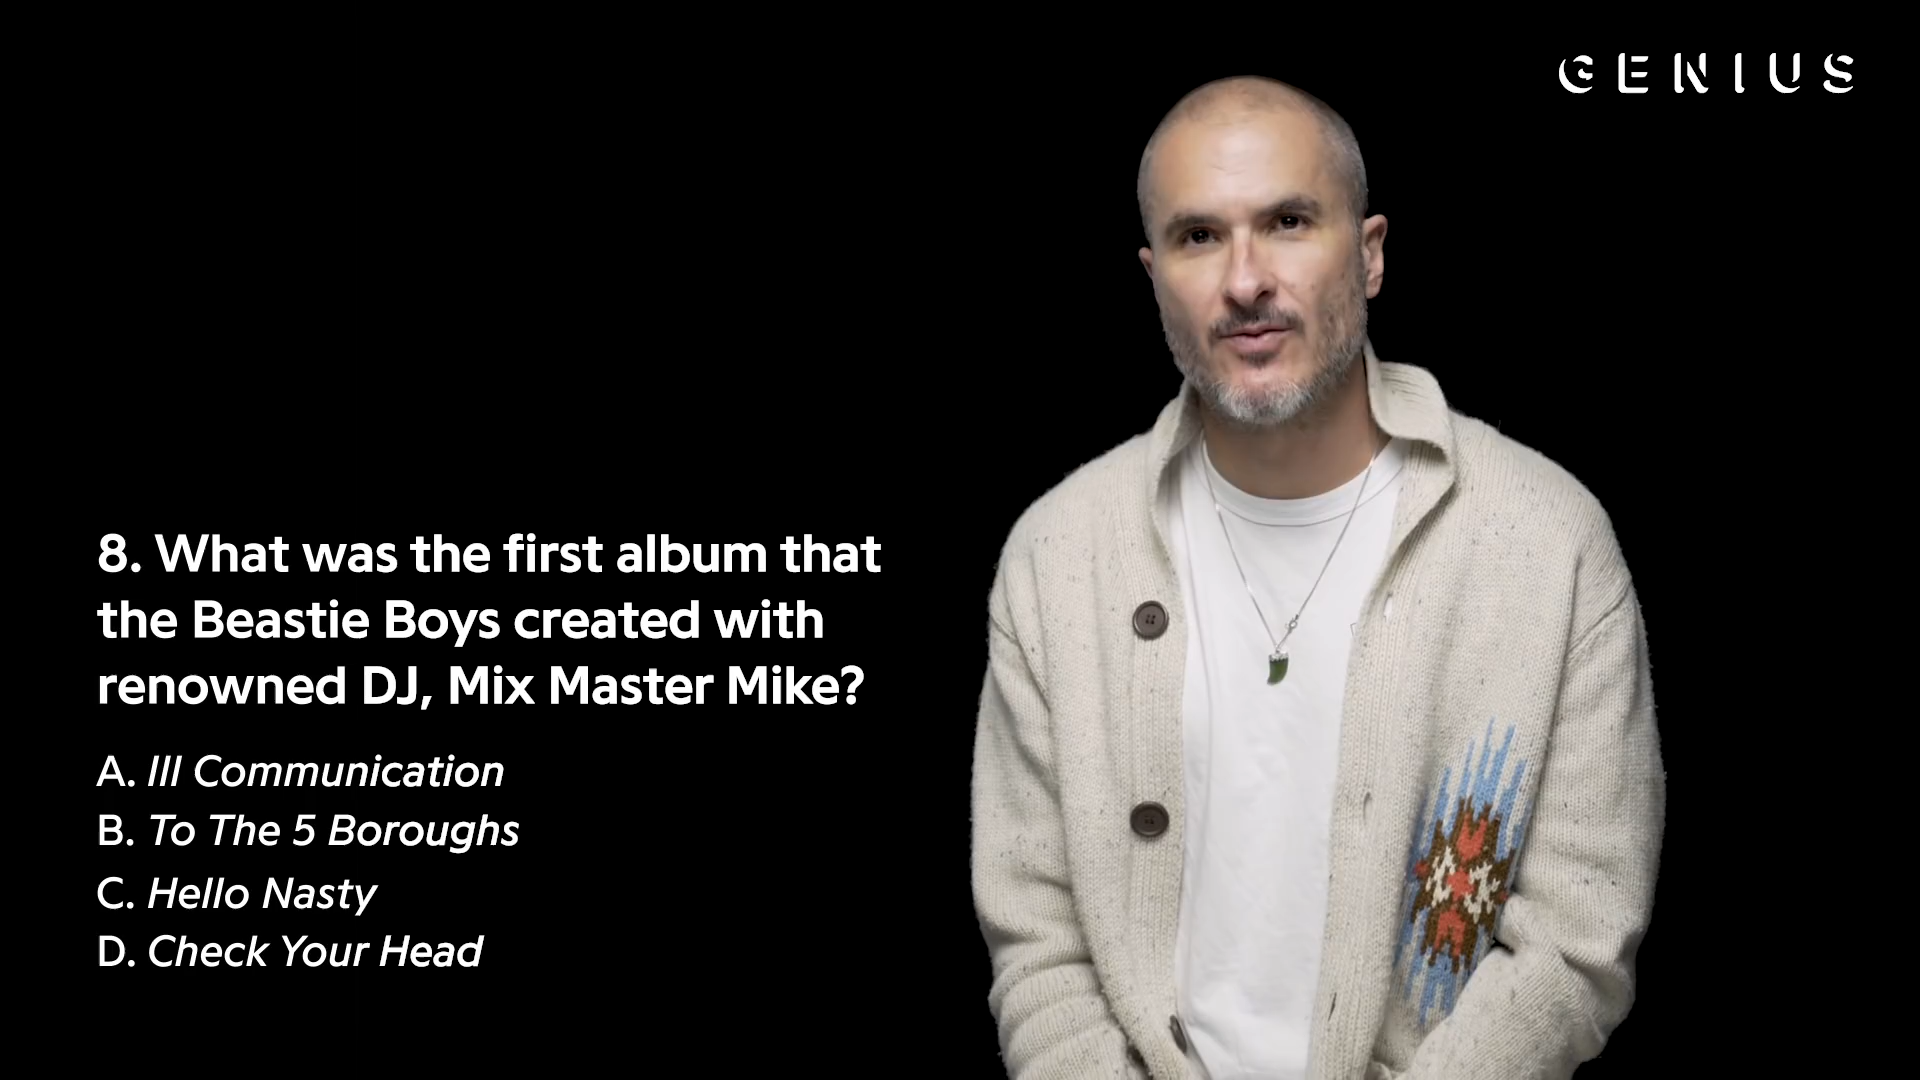 GENIUS
8. What was the first album that
the Beastie Boys created with
renowned DJ, Mix Master Mike?
A. Ill Communication
B. To The 5 Boroughs
C. Hello Nasty
D. Check Your Head